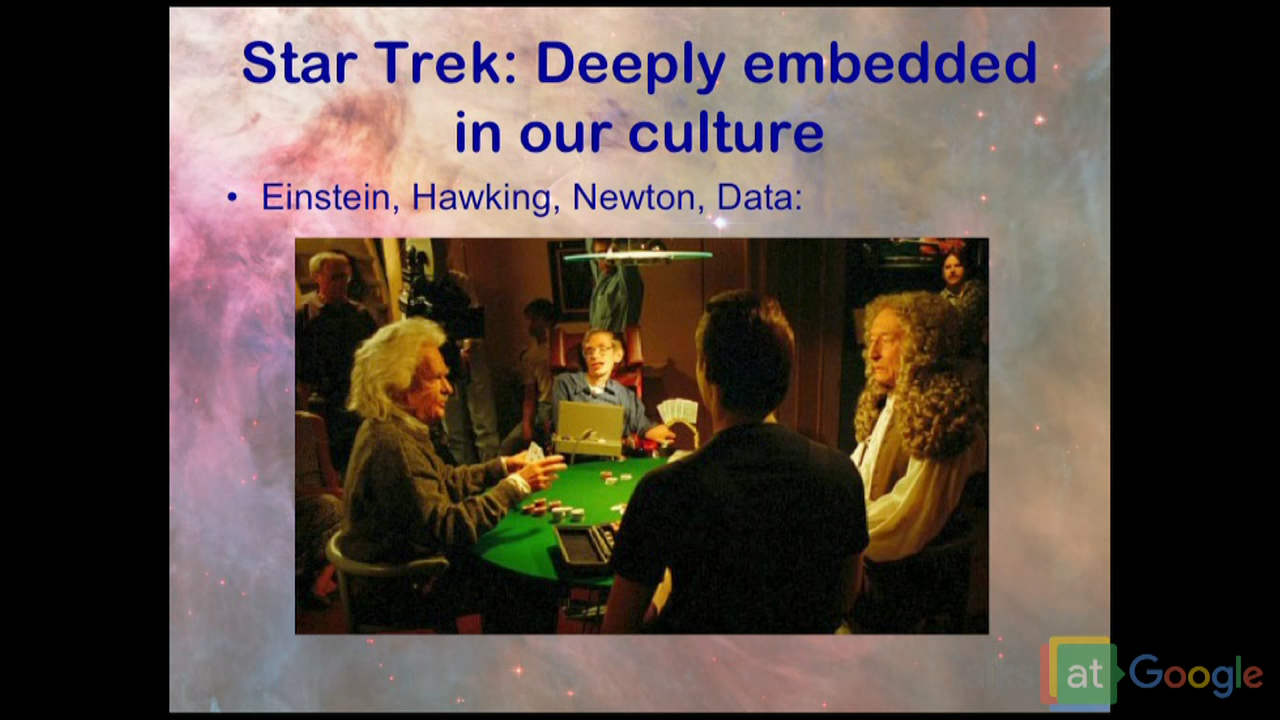 Star Trek: Deeply embedded
in our culture
• Einstein, Hawking, Newton, Data:
at Google